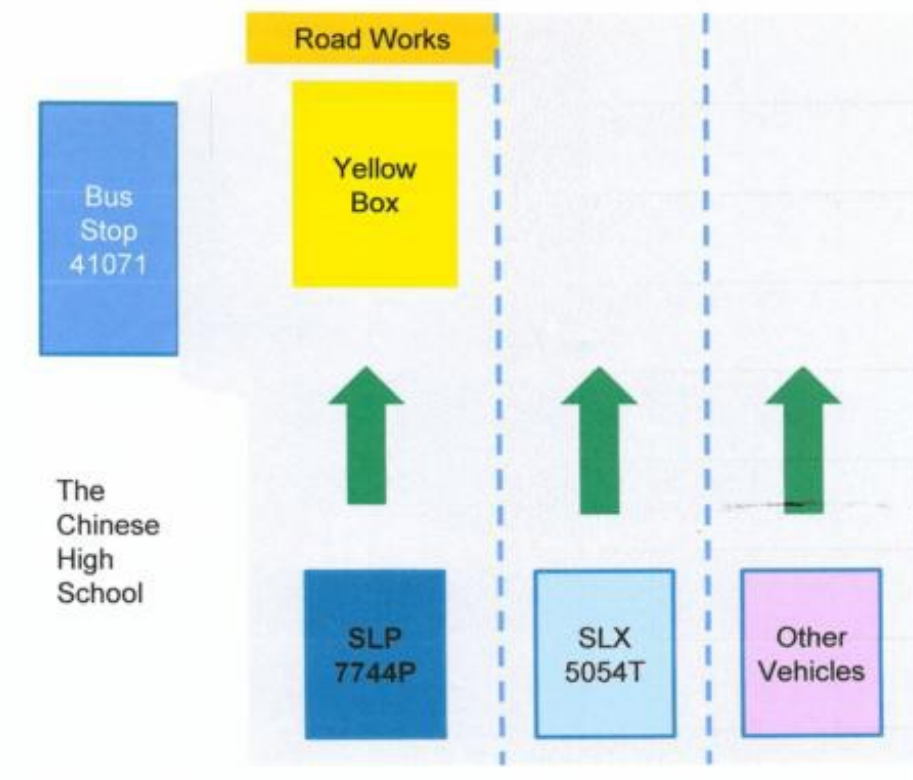 Road Works
Yellow
Box
Bus
Stop
41071
The
Chinese
High
School
SLP
7744P
SLX
5054T
Other
Vehicles